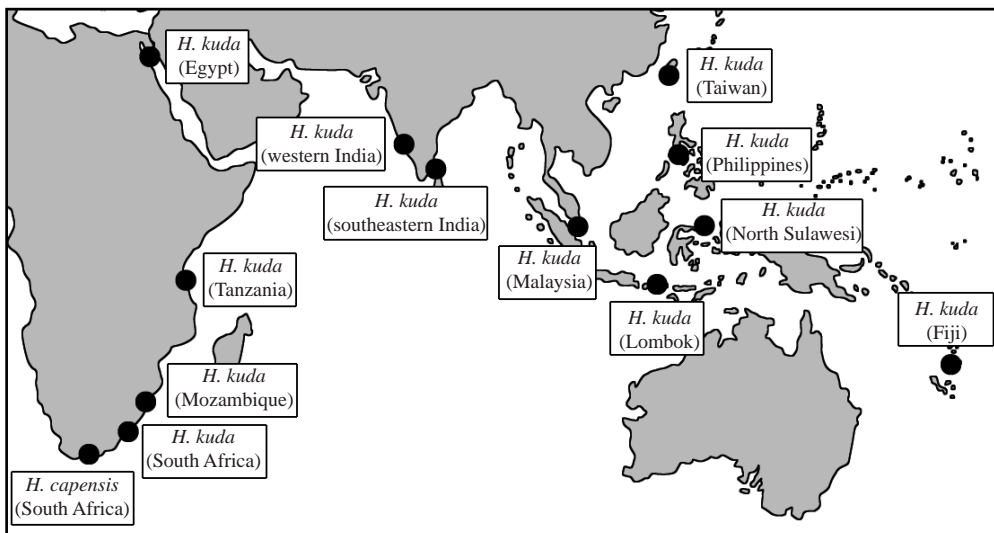 H. kuda
(Egypt)
H. kuda
(Taiwan)
H. kuda
(western India)
H. kuda
(Philippines)
H. kuda
(southeastern India)
H. kuda
(North Sulawesi)
H. kuda
(Malaysia)
H. kuda
(Tanzania)
H. kuda
(Lombok)
H. kuda
(Fiji)
H. kuda
(Mozambique)
H. kuda
(South Africa)
H. capensis
(South Africa)